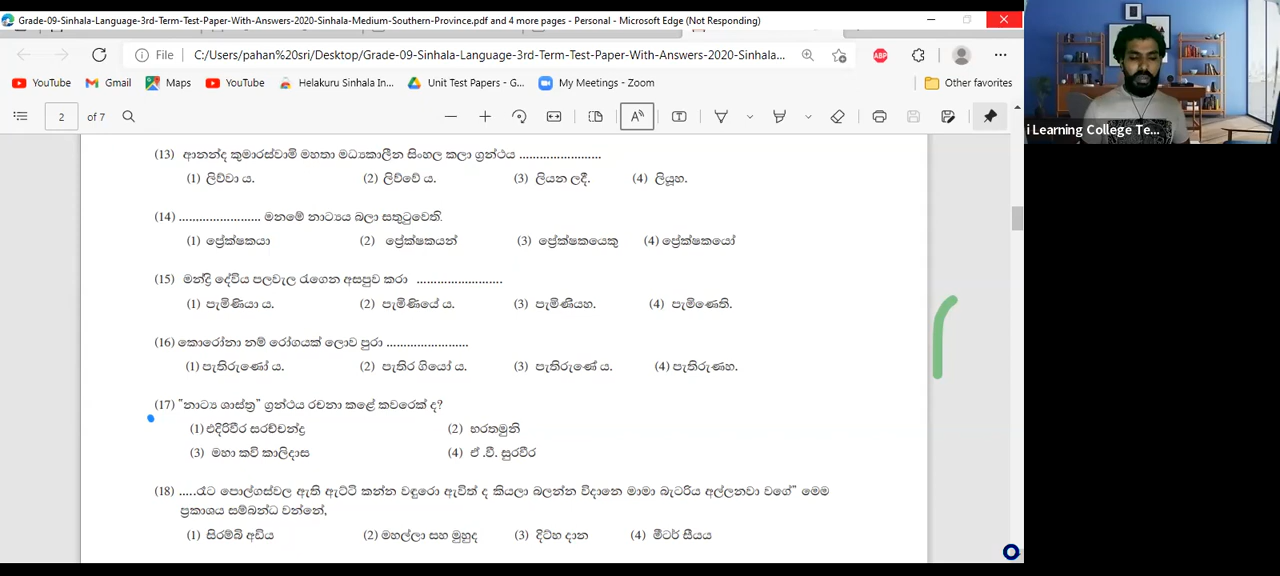 Grade-09-Sinhala-Language-3rd-Term-Test-Paper-With-Answers-2020-Sinhala-Medium-Southern-Province.pdf and 4 more pages - Personal - Microsoft Edge (Not Responding)
File C:/Users/pahan%20sri/Desktop/Grade-09-Sinhala-Language-3rd-Term-Test-Paper-With-Answers-2020-Sinhala... ABP
YouTube Gmail Maps YouTube Helakuru Sinhala In... Unit Test Papers - G... My Meetings - Zoom Other favorites
2 of 7
i Learning College Te...
(13) ආනන්ද කුමාරස්වාමි මහතා මධ්‍යකාලීන සිංහල කලා ග්‍රන්ථය ........................
(1) ලිව්වා ය. (2) ලිව්වේ ය. (3) ලියන ලදී. (4) ලියූහ.
(14) ........................ මනමේ නාට්‍යය බලා සතුටුවෙති.
(1) ප්‍රේක්ෂකයා (2) ප්‍රේක්ෂකයන් (3) ප්‍රේක්ෂකයෙකු (4) ප්‍රේක්ෂකයෝ
(15) මන්ද්‍රි දේවිය පලවැල රැගෙන අසපුව කරා ........................
(1) පැමිණියා ය. (2) පැමිණියේ ය. (3) පැමිණියහ. (4) පැමිණෙති.
(16) කොරෝනා නම් රෝගයක් ලොව පුරා ........................
(1) පැතිරුණෝ ය. (2) පැතිර ගියෝ ය. (3) පැතිරුණේ ය. (4) පැතිරුණහ.
(17) "නාට්‍ය ශාස්ත්‍ර" ග්‍රන්ථය රචනා කළේ කවරෙක් ද?
(1) එදිරිවීර සරච්චන්ද්‍ර (2) භරතමුනි
(3) මහා කවි කාලිදාස (4) ඒ .වී. සුරවීර
(18) .....රෑට පොල්ගස්වල ඇති ඇට්ටි කන්න වඳුරො ඇවිත් ද කියලා බලන්න විදානෙ මාමා බැටරිය අල්ලනවා වගේ" මෙම
ප්‍රකාශය සම්බන්ධ වන්නේ,
(1) සිරම්බි අඩිය (2) මහල්ලා සහ මුහුද (3) දිට්හ දාන (4) මීටර් සීයය